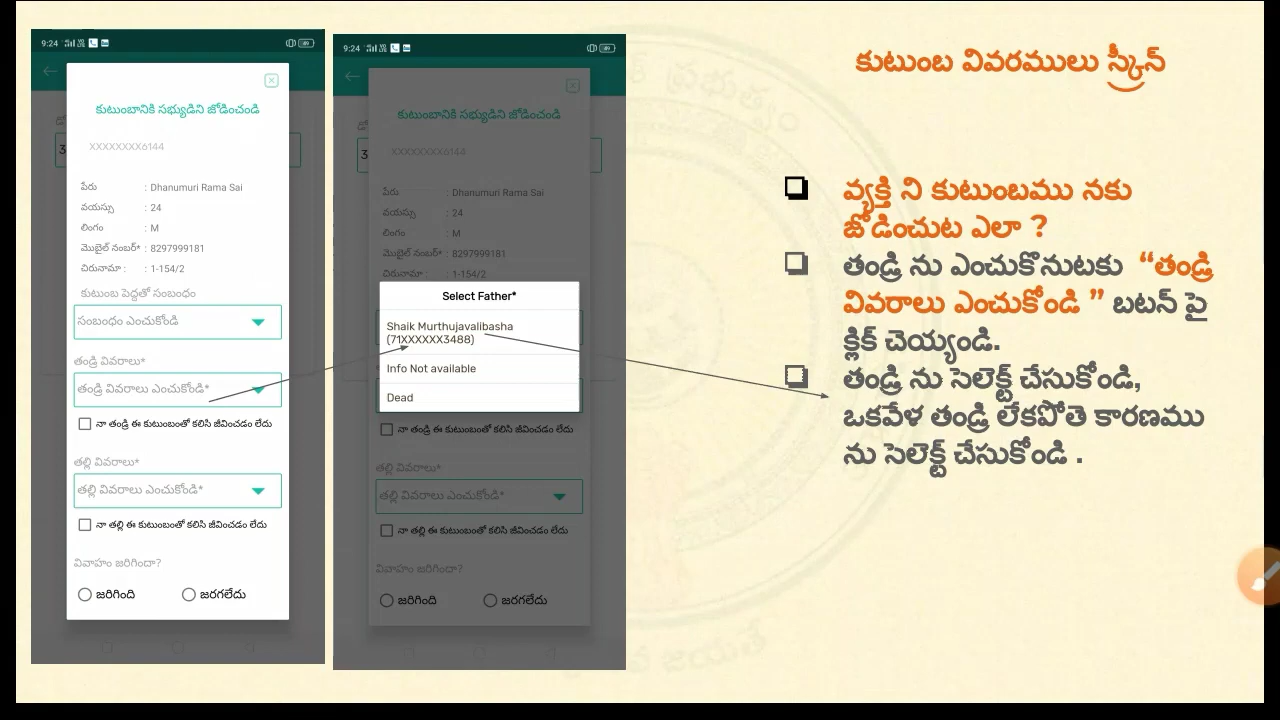 9:24
కుటుంబానికి సభ్యుడిని జోడించండి
XXXXXXXX6144
పేరు : Dhanumuri Rama Sai
వయస్సు : 24
లింగం : M
మొబైల్ నంబర్* : 8297999181
చిరునామా : : 1-154/2
కుటుంబ పెద్దతో సంబంధం
సంబంధం ఎంచుకోండి
తండ్రి వివరాలు*
తండ్రి వివరాలు ఎంచుకోండి*
నా తండ్రి ఈ కుటుంబంతో కలిసి జీవించడం లేదు
తల్లి వివరాలు*
తల్లి వివరాలు ఎంచుకోండి*
నా తల్లి ఈ కుటుంబంతో కలిసి జీవించడం లేదు
వివాహం జరిగిందా?
జరిగింది జరగలేదు
9:24
కుటుంబానికి సభ్యుడిని జోడించండి
XXXXXXXX6144
పేరు : Dhanumuri Rama Sai
వయస్సు : 24
లింగం : M
మొబైల్ నంబర్* : 8297999181
చిరునామా : : 1-154/2
Select Father*
Shaik Murthujavalibasha
(71XXXXXX3488)
Info Not available
Dead
నా తండ్రి ఈ కుటుంబంతో కలిసి జీవించడం లేదు
తల్లి వివరాలు*
తల్లి వివరాలు ఎంచుకోండి*
నా తల్లి ఈ కుటుంబంతో కలిసి జీవించడం లేదు
వివాహం జరిగిందా?
జరిగింది జరగలేదు
కుటుంబ వివరములు స్క్రీన్
వ్యక్తి ని కుటుంబము నకు
జోడించుట ఎలా ?
తండ్రి ను ఎంచుకొనుటకు “తండ్రి
వివరాలు ఎంచుకోండి ” బటన్ పై
క్లిక్ చెయ్యండి.
తండ్రి ను సెలెక్ట్ చేసుకోండి,
ఒకవేళ తండ్రి లేకపోతె కారణము
ను సెలెక్ట్ చేసుకోండి .